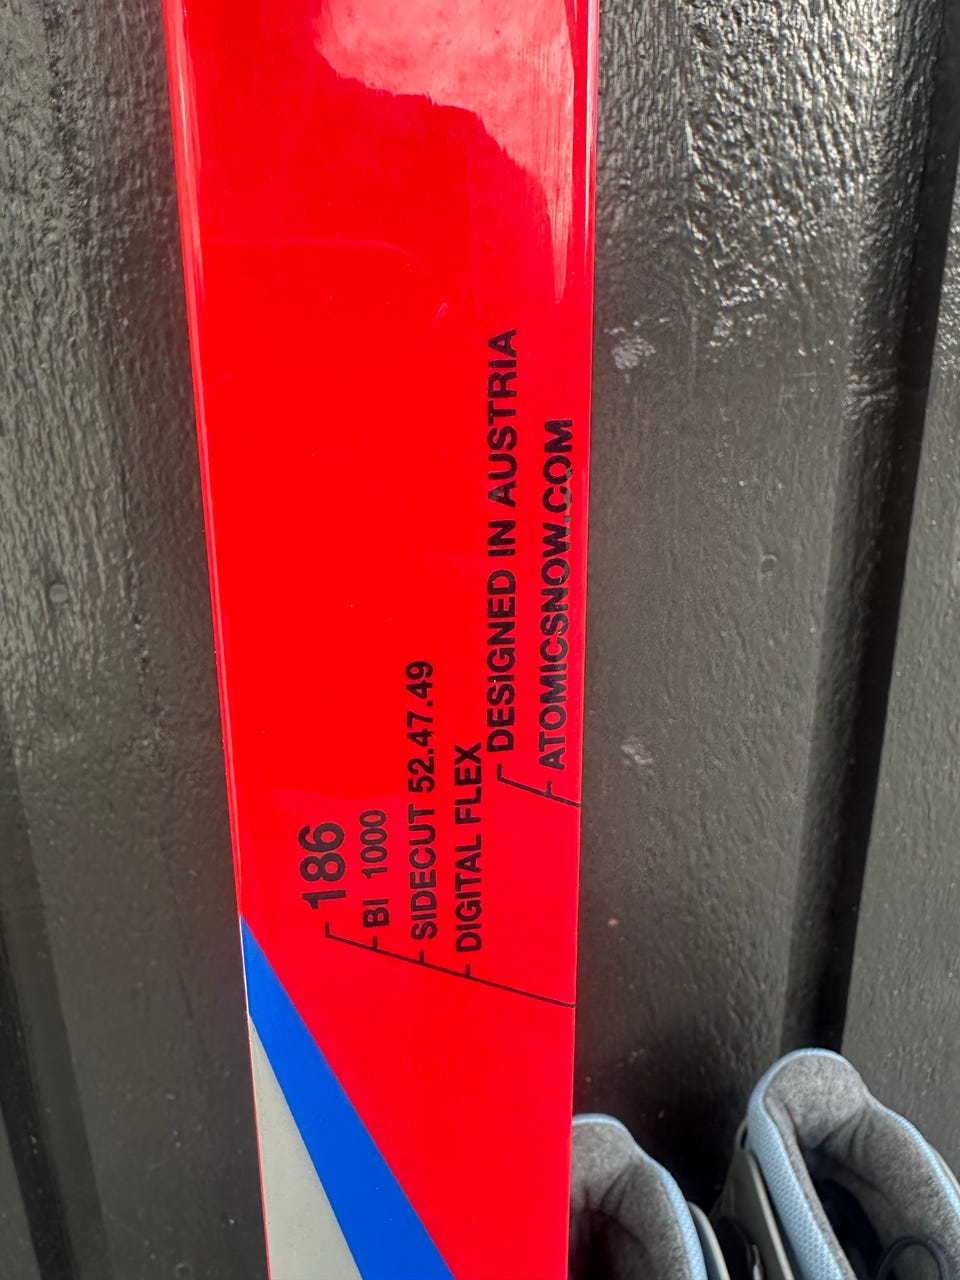 186
BI 1000
SIDECUT 52.47.49
DIGITAL FLEX
DESIGNED IN AUSTRIA
ATOMICSNOW.COM